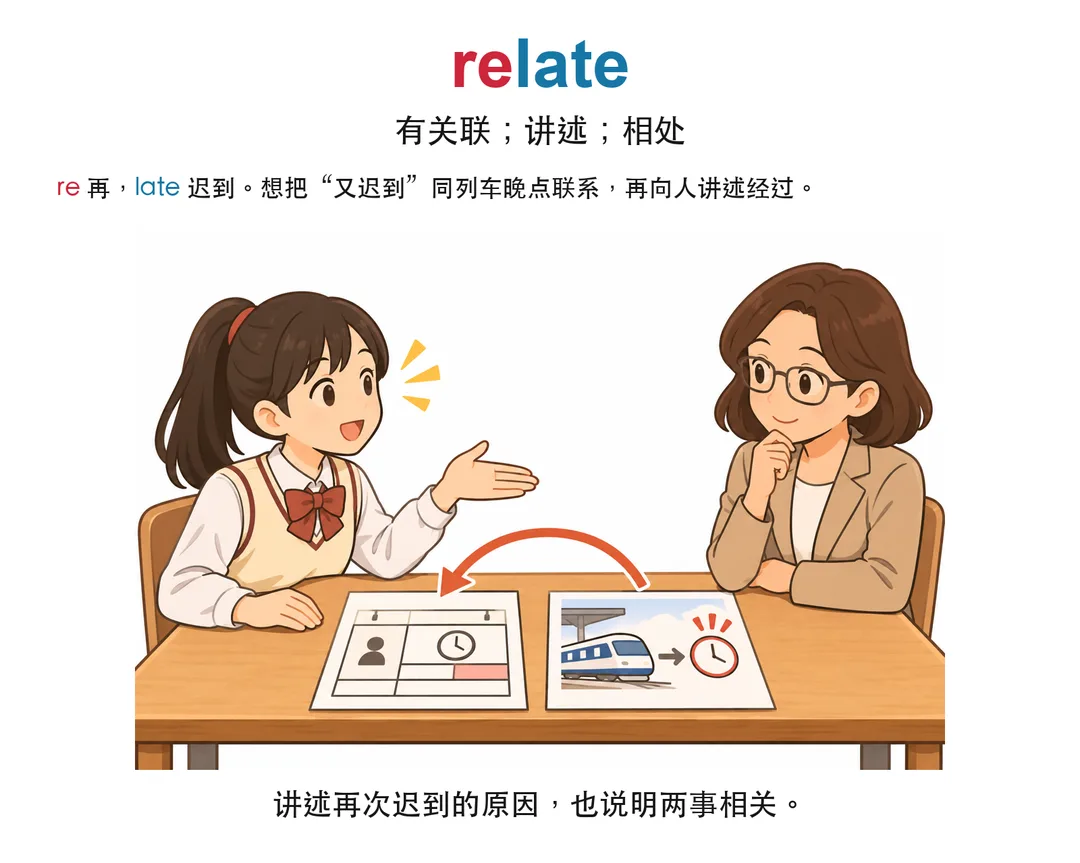 relate
有关联；讲述；相处
re 再，late 迟到。想把“又迟到”同列车晚点联系，再向人讲述经过。
讲述再次迟到的原因，也说明两事相关。